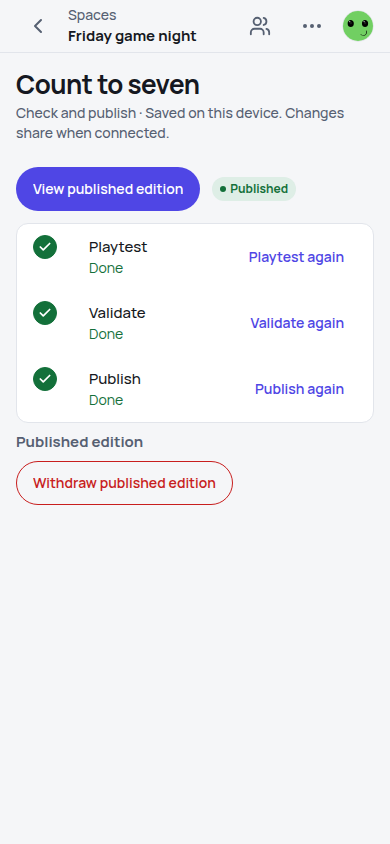 Spaces
Friday game night
Count to seven
Check and publish · Saved on this device. Changes
share when connected.
View published edition
Published
Playtest
Done
Playtest again
Validate
Done
Validate again
Publish
Done
Publish again
Published edition
Withdraw published edition